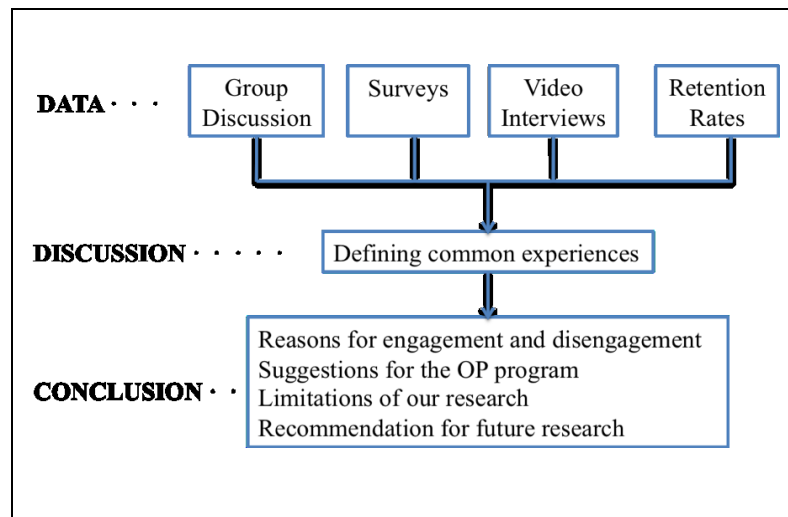 DATA · · ·
Group
Discussion
Surveys
Video
Interviews
Retention
Rates
DISCUSSION · · · · ·
Defining common experiences
CONCLUSION · ·
Reasons for engagement and disengagement
Suggestions for the OP program
Limitations of our research
Recommendation for future research